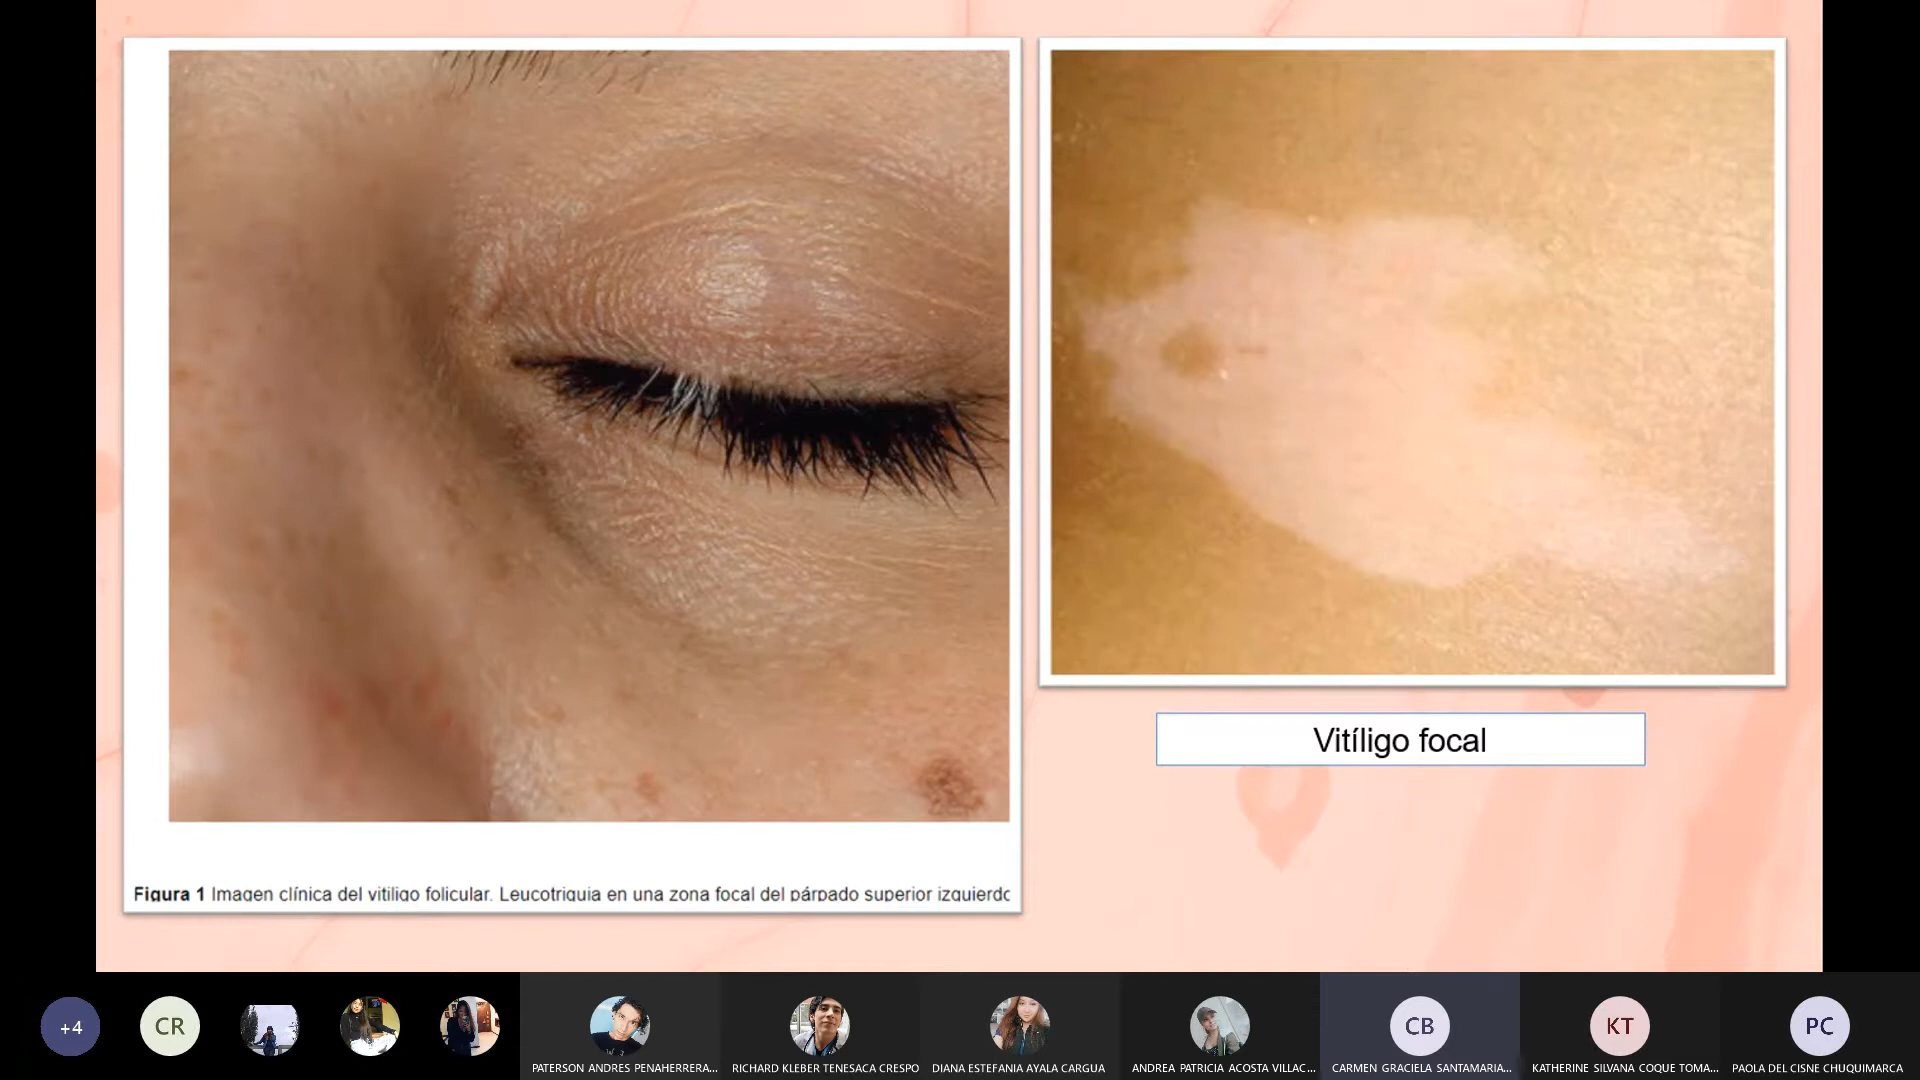 Vitíligo focal
Figura 1 Imagen clínica del vitiligo folicular. Leucotriquia en una zona focal del párpado superior izquierdo
+4
CR
CB
KT
PC
PATERSON ANDRES PENAHERRERA...
RICHARD KLEBER TENESACA CRESPO
DIANA ESTEFANIA AYALA CARGUA
ANDREA PATRICIA ACOSTA VILLAC...
CARMEN GRACIELA SANTAMARIA...
KATHERINE SILVANA COQUE TOMA...
PAOLA DEL CISNE CHUQUIMARCA